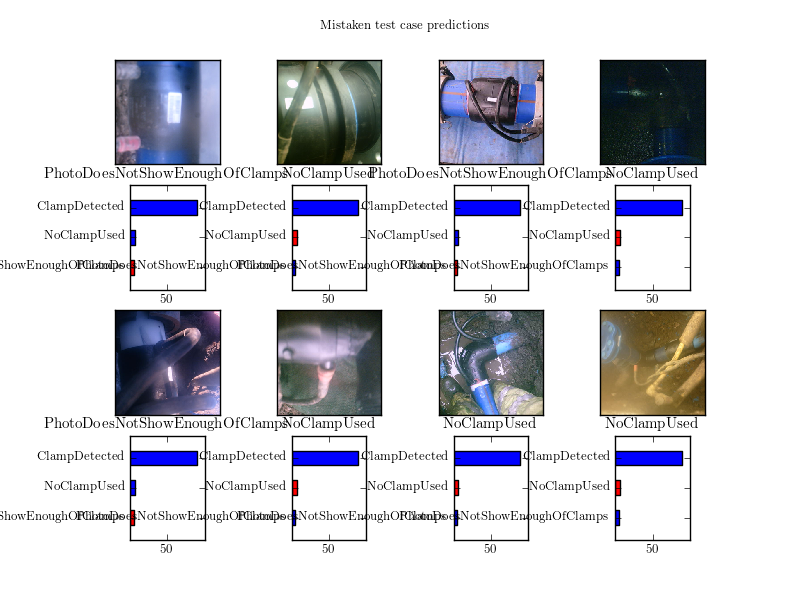 Mistaken test case predictions
PhotoDoesNotShowEnoughOfClamps
NoClampUsed
PhotoDoesNotShowEnoughOfClamps
NoClampUsed
ClampDetected
NoClampUsed
ShowEnoughOfClamps
50
ClampDetected
NoClampUsed
PhotoDoesNotShowEnoughOfClamps
50
ClampDetected
NoClampUsed
PhotoDoesNotShowEnoughOfClamps
50
ClampDetected
NoClampUsed
PhotoDoesNotShowEnoughOfClamps
50
PhotoDoesNotShowEnoughOfClamps
NoClampUsed
NoClampUsed
NoClampUsed
ClampDetected
NoClampUsed
ShowEnoughOfClamps
50
ClampDetected
NoClampUsed
PhotoDoesNotShowEnoughOfClamps
50
ClampDetected
NoClampUsed
PhotoDoesNotShowEnoughOfClamps
50
ClampDetected
NoClampUsed
PhotoDoesNotShowEnoughOfClamps
50